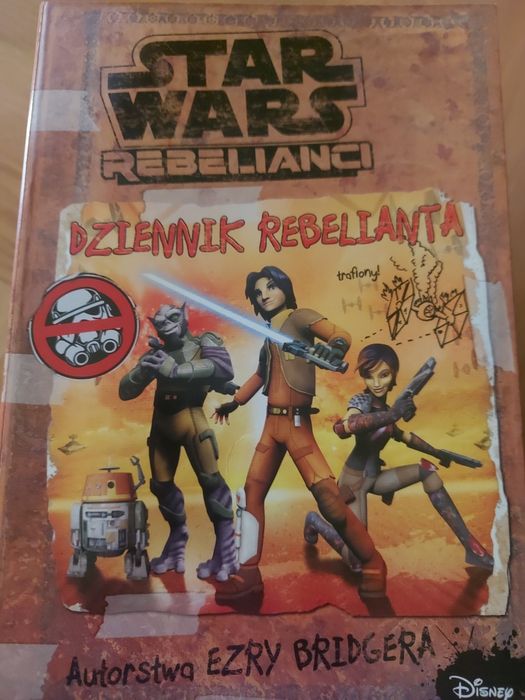 STAR
WARS
REBELIANCI
DZIENNIK REBELIANTA
trafiony!
Autorstwa EZRY BRIDGERA
Disney